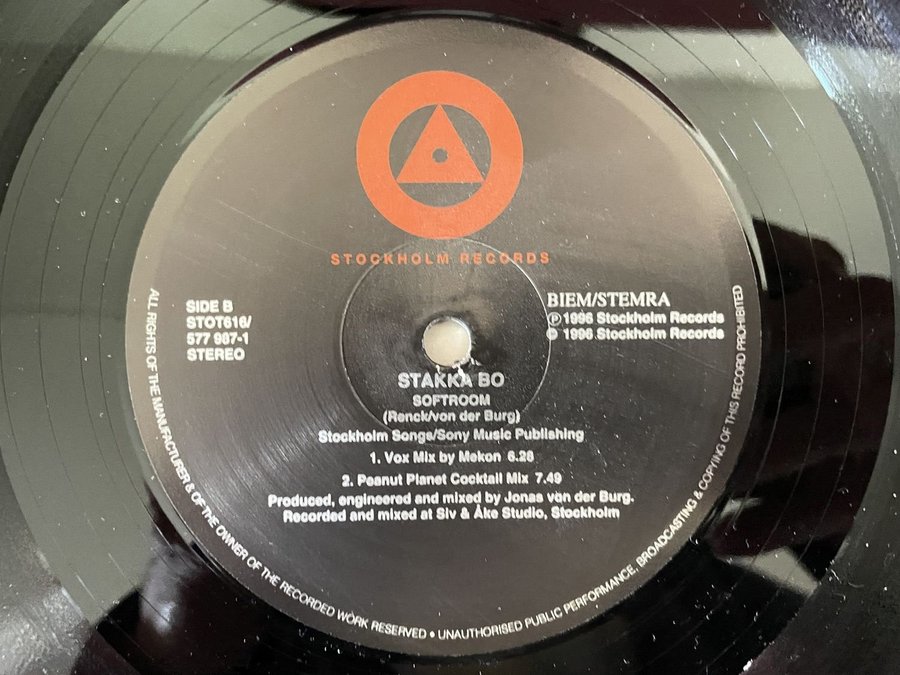 STOCKHOLM RECORDS
SIDE B
STOT616/
577 987-1
STEREO
BIEM/STEMRA
Ⓟ 1996 Stockholm Records
© 1996 Stockholm Records
STAKKA BO
SOFTROOM
(Renck/von der Burg)
Stockholm Songs/Sony Music Publishing
1. Vox Mix by Mekon 6.26
2. Peanut Planet Cocktail Mix 7.49
Produced, engineered and mixed by Jonas von der Burg.
Recorded and mixed at Siv & Åke Studio, Stockholm
ALL RIGHTS OF THE MANUFACTURER & OF THE OWNER OF THE RECORDED WORK RESERVED • UNAUTHORISED PUBLIC PERFORMANCE, BROADCASTING & COPYING OF THIS RECORD PROHIBITED